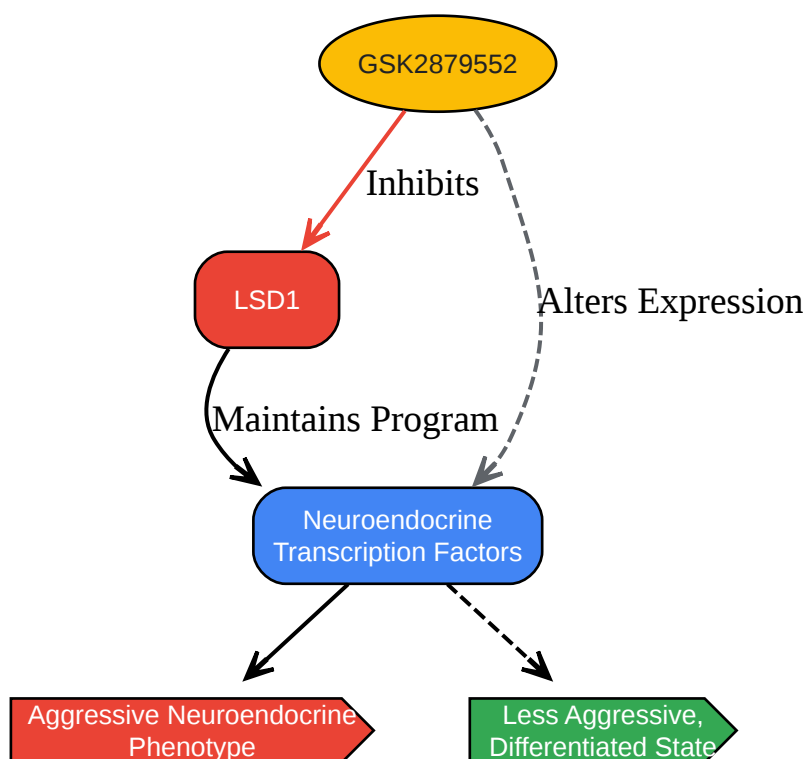 GSK2879552
Inhibits
LSD1
Alters Expression
Maintains Program
Neuroendocrine
Transcription Factors
Aggressive Neuroendocrine
Phenotype
Less Aggressive,
Differentiated State